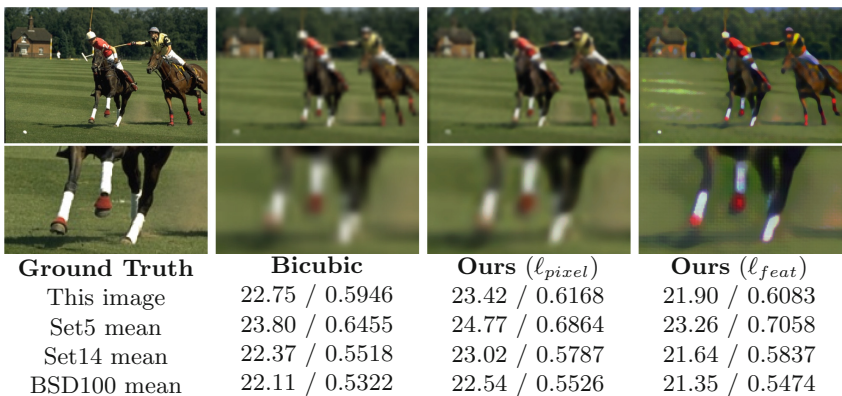 Ground Truth Bicubic Ours (ℓpixel) Ours (ℓfeat)
This image 22.75 / 0.5946 23.42 / 0.6168 21.90 / 0.6083
Set5 mean 23.80 / 0.6455 24.77 / 0.6864 23.26 / 0.7058
Set14 mean 22.37 / 0.5518 23.02 / 0.5787 21.64 / 0.5837
BSD100 mean 22.11 / 0.5322 22.54 / 0.5526 21.35 / 0.5474